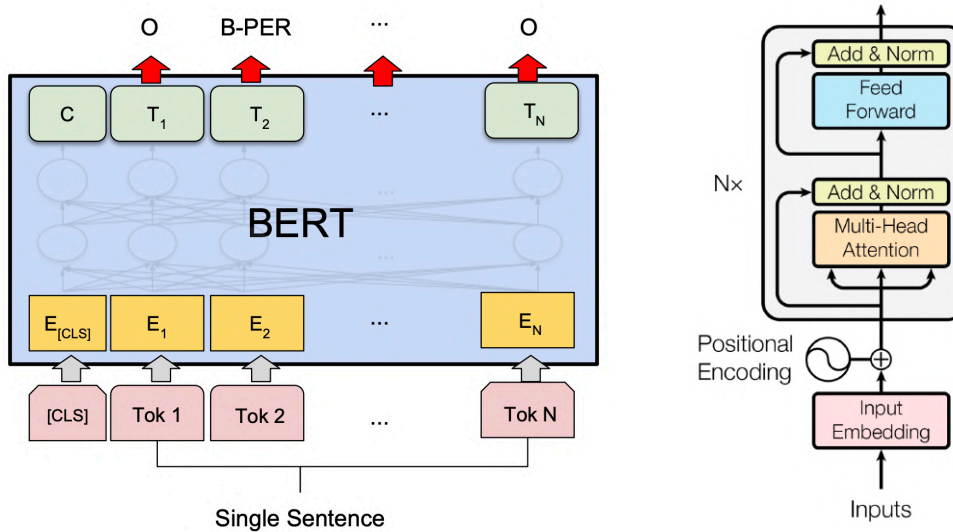 O B-PER ... O
C T1 T2 ... TN
...
BERT
...
E[CLS] E1 E2 ... EN
[CLS] Tok 1 Tok 2 ... Tok N
Single Sentence
Add & Norm
Feed
Forward
N×
Add & Norm
Multi-Head
Attention
Positional
Encoding
Input
Embedding
Inputs